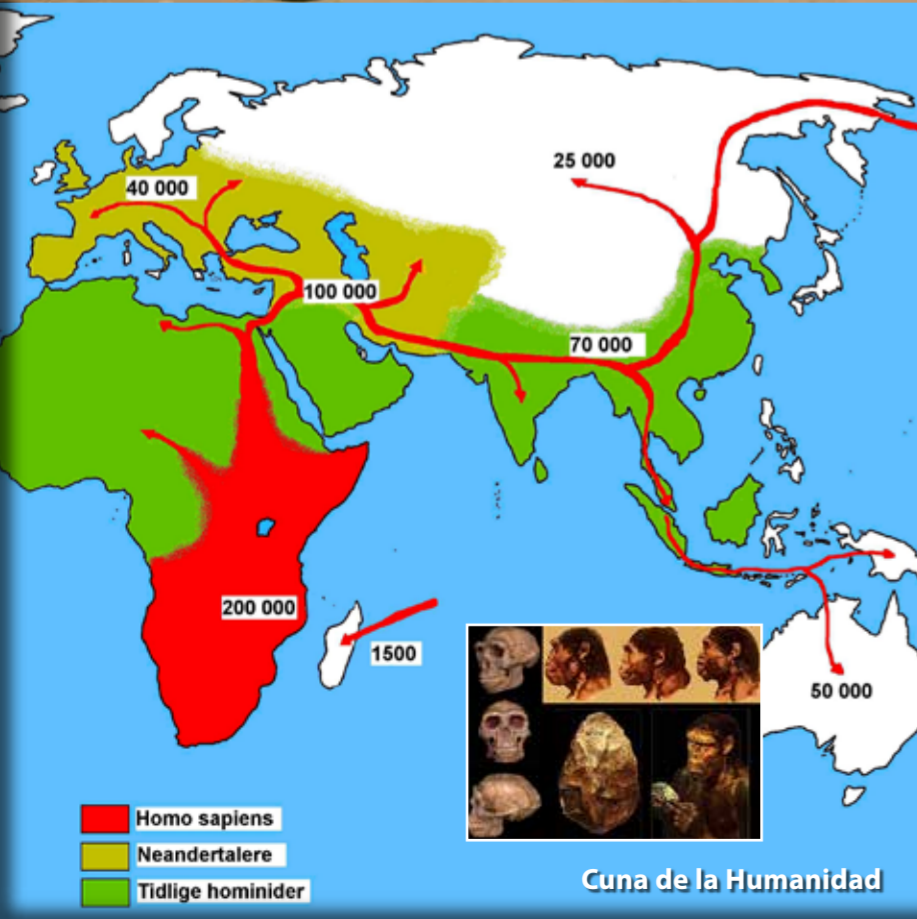 25 000
40 000
100 000
70 000
200 000
1500
50 000
Homo sapiens
Neandertalere
Tidlige hominider
Cuna de la Humanidad